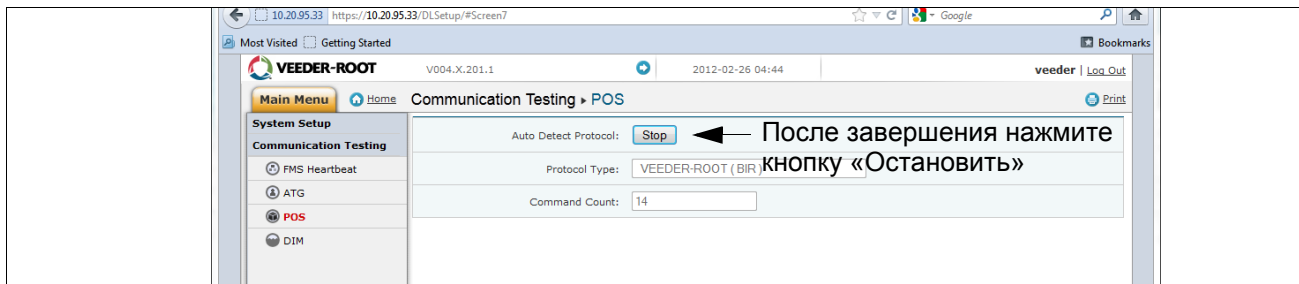 10.20.95.33 https://10.20.95.33/DLSetup/#Screen7 Google
Most Visited Getting Started Bookmarks
VEEDER-ROOT V004.X.201.1 2012-02-26 04:44 veeder | Log Out
Main Menu Home Communication Testing ▸ POS Print
System Setup
Communication Testing
FMS Heartbeat
ATG
POS
DIM
Auto Detect Protocol: Stop
Protocol Type: VEEDER-ROOT ( BIR )
Command Count: 14
После завершения нажмите
кнопку «Остановить»